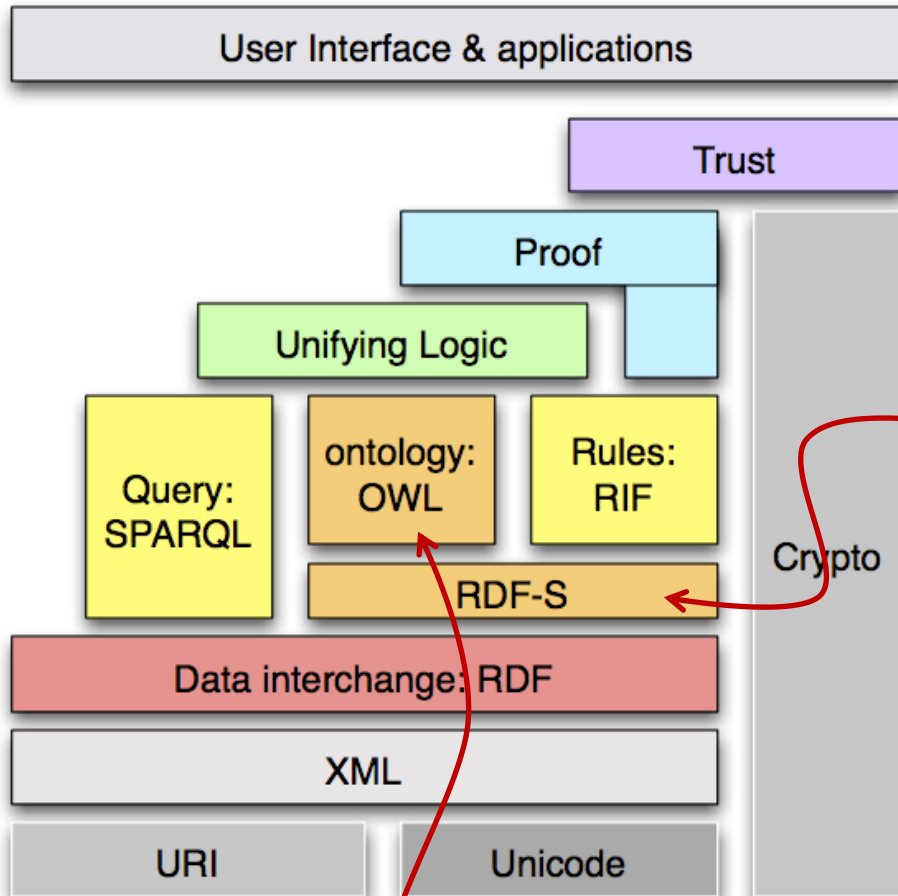 User Interface & applications
Trust
Proof
Unifying Logic
Query:
SPARQL
ontology:
OWL
Rules:
RIF
Crypto
RDF-S
Data interchange: RDF
XML
URI
Unicode